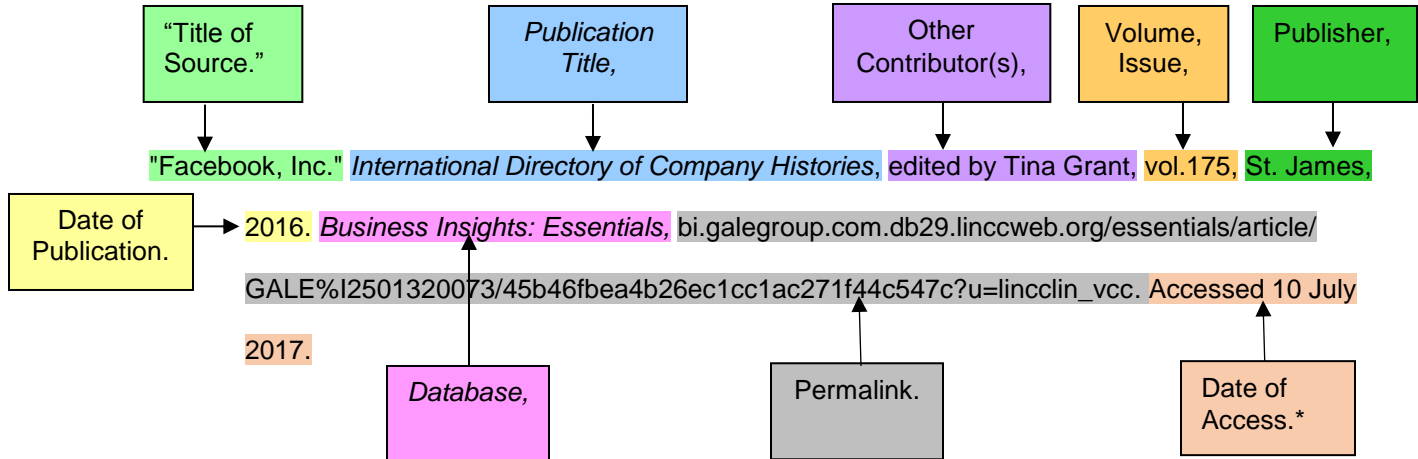 “Title of
Source.”
Publication
Title,
Other
Contributor(s),
Volume,
Issue,
Publisher,
"Facebook, Inc." International Directory of Company Histories, edited by Tina Grant, vol.175, St. James,
Date of
Publication.
2016. Business Insights: Essentials, bi.galegroup.com.db29.linccweb.org/essentials/article/
GALE%I2501320073/45b46fbea4b26ec1cc1ac271f44c547c?u=lincclin_vcc. Accessed 10 July
2017.
Database,
Permalink.
Date of
Access.*